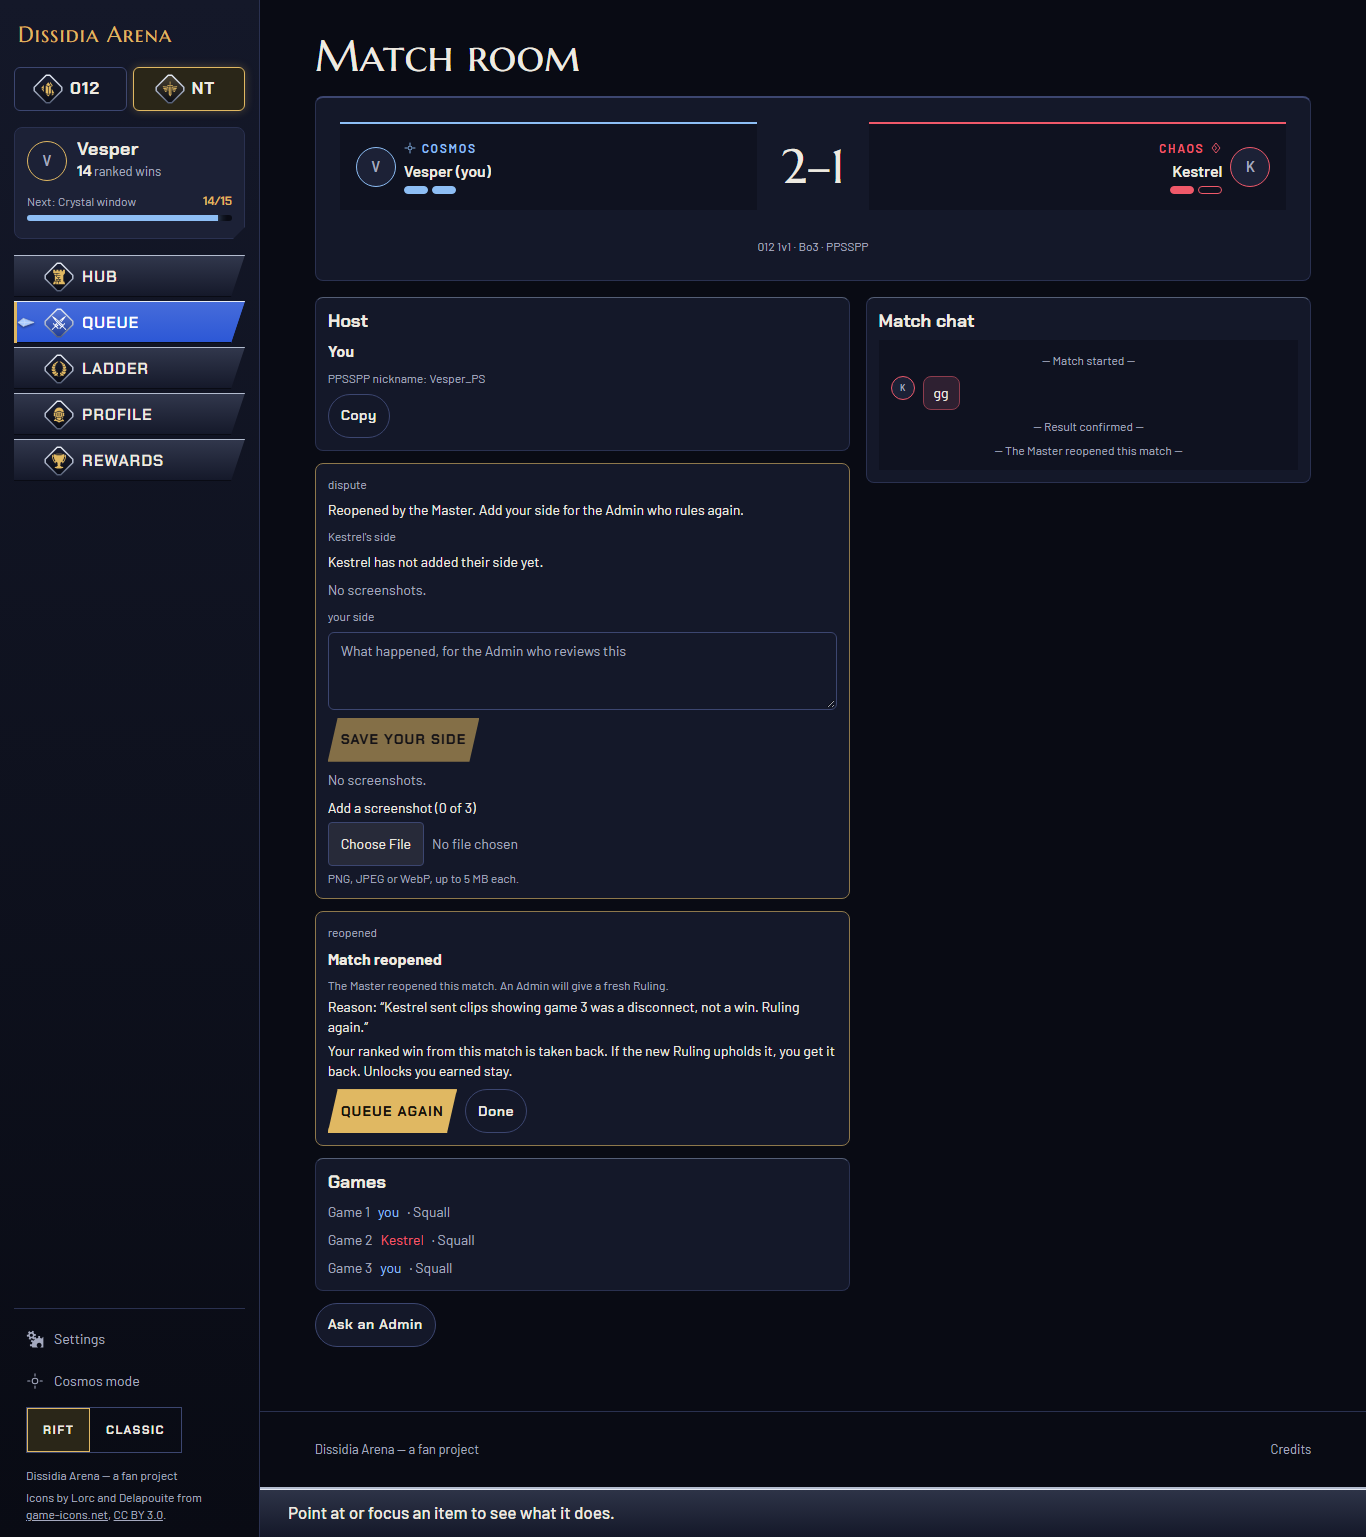 Dissidia Arena
012
NT
V
Vesper
14 ranked wins
Next: Crystal window
14/15
HUB
QUEUE
LADDER
PROFILE
REWARDS
Settings
Cosmos mode
RIFT
CLASSIC
Dissidia Arena — a fan project
Icons by Lorc and Delapouite from
game-icons.net, CC BY 3.0.
Match room
V
COSMOS
Vesper (you)
2–1
CHAOS
Kestrel
K
012 1v1 · Bo3 · PPSSPP
Host
You
PPSSPP nickname: Vesper_PS
Copy
dispute
Reopened by the Master. Add your side for the Admin who rules again.
Kestrel's side
Kestrel has not added their side yet.
No screenshots.
your side
What happened, for the Admin who reviews this
SAVE YOUR SIDE
No screenshots.
Add a screenshot (0 of 3)
Choose File
No file chosen
PNG, JPEG or WebP, up to 5 MB each.
reopened
Match reopened
The Master reopened this match. An Admin will give a fresh Ruling.
Reason: “Kestrel sent clips showing game 3 was a disconnect, not a win. Ruling
again.”
Your ranked win from this match is taken back. If the new Ruling upholds it, you get it
back. Unlocks you earned stay.
QUEUE AGAIN
Done
Games
Game 1 you · Squall
Game 2 Kestrel · Squall
Game 3 you · Squall
Ask an Admin
Match chat
— Match started —
K
gg
— Result confirmed —
— The Master reopened this match —
Dissidia Arena — a fan project
Credits
Point at or focus an item to see what it does.